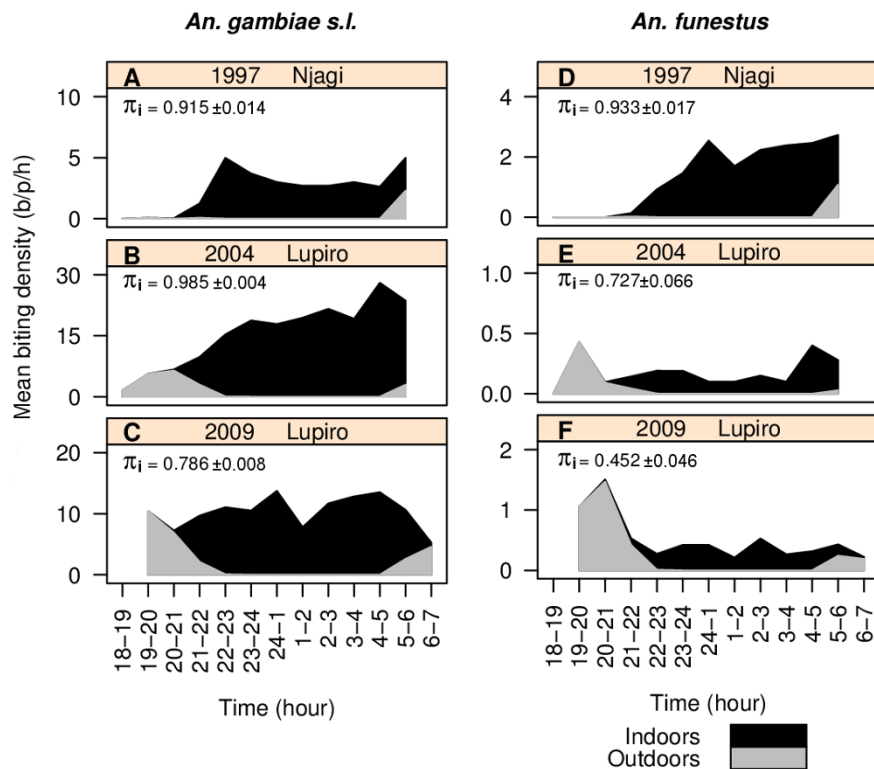 An. gambiae s.l.
An. funestus
A 1997 Njagi
πi = 0.915 ±0.014
10
5
0
D 1997 Njagi
πi = 0.933 ±0.017
4
2
0
B 2004 Lupiro
πi = 0.985 ±0.004
30
15
0
E 2004 Lupiro
πi = 0.727 ±0.066
1.0
0.5
0.0
C 2009 Lupiro
πi = 0.786 ±0.008
20
10
0
F 2009 Lupiro
πi = 0.452 ±0.046
2
1
0
Mean biting density (b/p/h)
18–19
19–20
20–21
21–22
22–23
23–24
24–1
1–2
2–3
3–4
4–5
5–6
6–7
Time (hour)
18–19
19–20
20–21
21–22
22–23
23–24
24–1
1–2
2–3
3–4
4–5
5–6
6–7
Time (hour)
Indoors
Outdoors